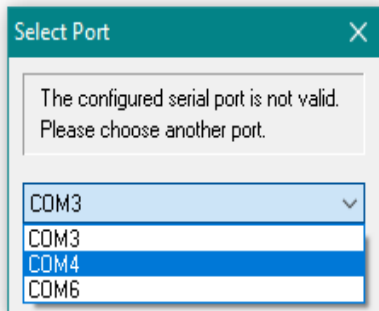 Select Port
The configured serial port is not valid.
Please choose another port.
COM3
COM3
COM4
COM6